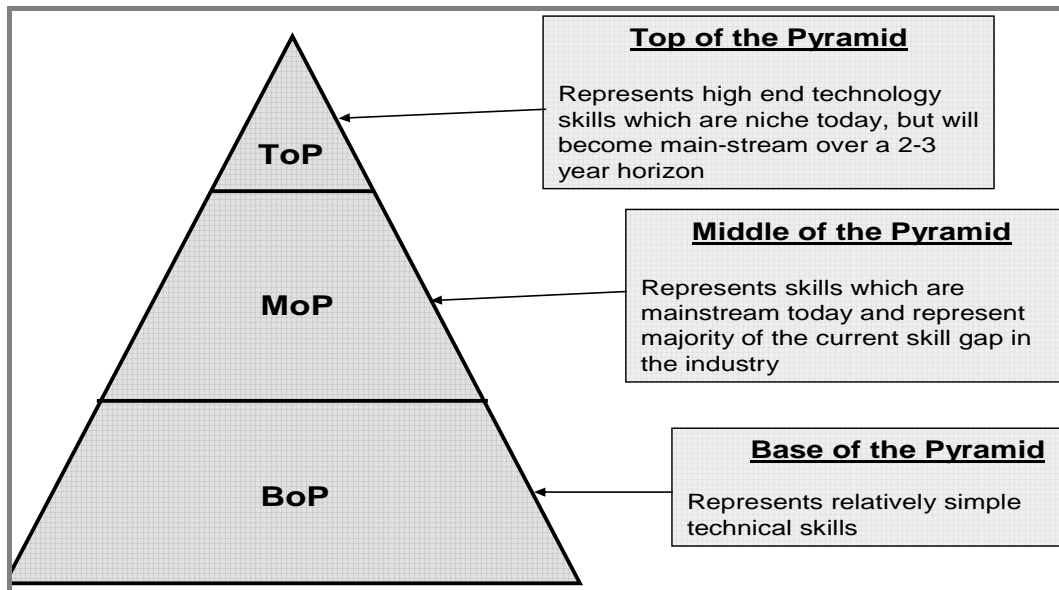 Top of the Pyramid
Represents high end technology
skills which are niche today, but will
become main-stream over a 2-3
year horizon
ToP
Middle of the Pyramid
Represents skills which are
mainstream today and represent
majority of the current skill gap in
the industry
MoP
Base of the Pyramid
Represents relatively simple
technical skills
BoP